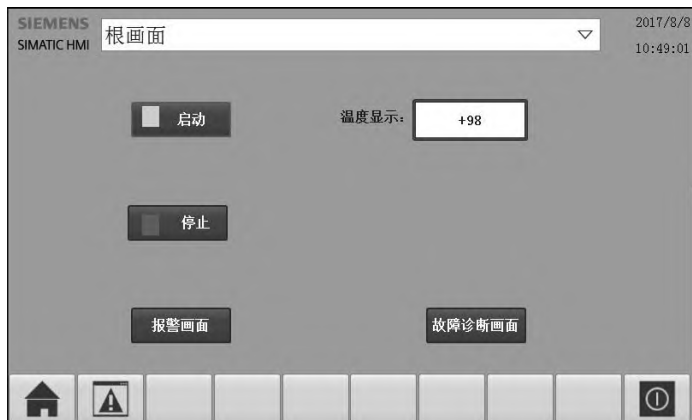 SIEMENS
SIMATIC HMI
根画面
2017/8/8
10:49:01
启动
温度显示:
+98
停止
报警画面
故障诊断画面